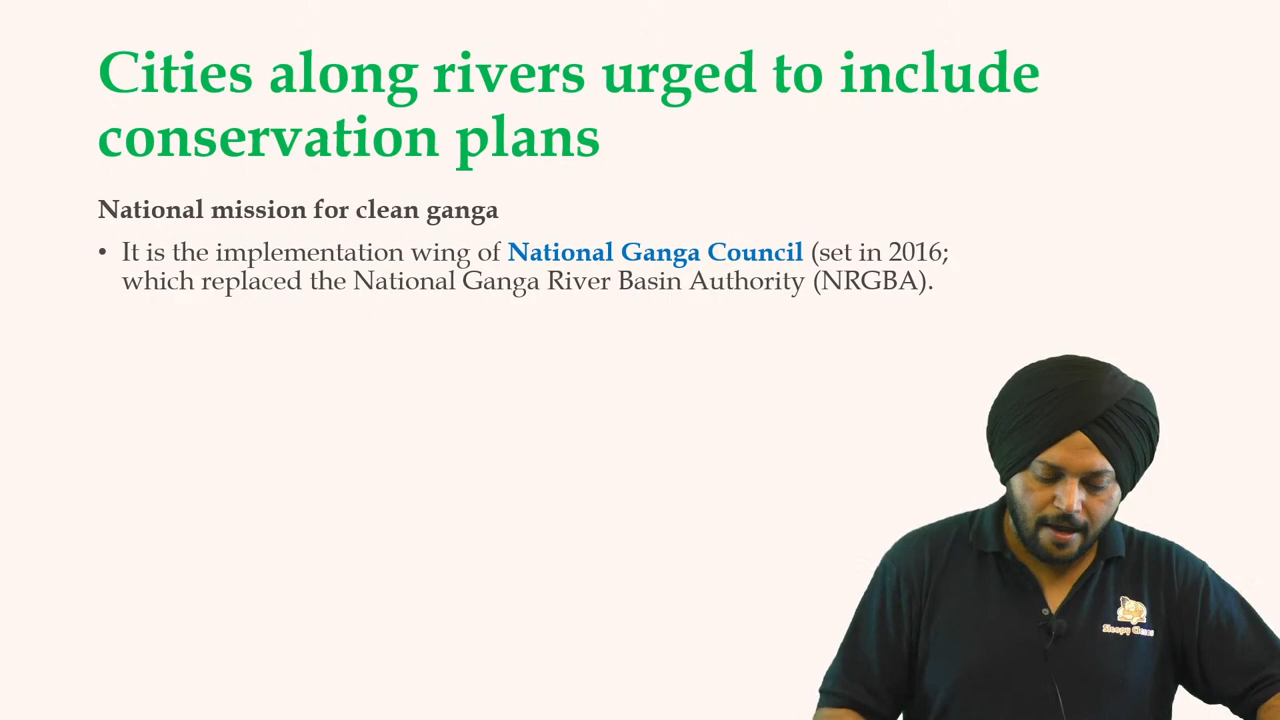 Cities along rivers urged to include
conservation plans
National mission for clean ganga
• It is the implementation wing of National Ganga Council (set in 2016;
which replaced the National Ganga River Basin Authority (NRGBA).
Sleepy